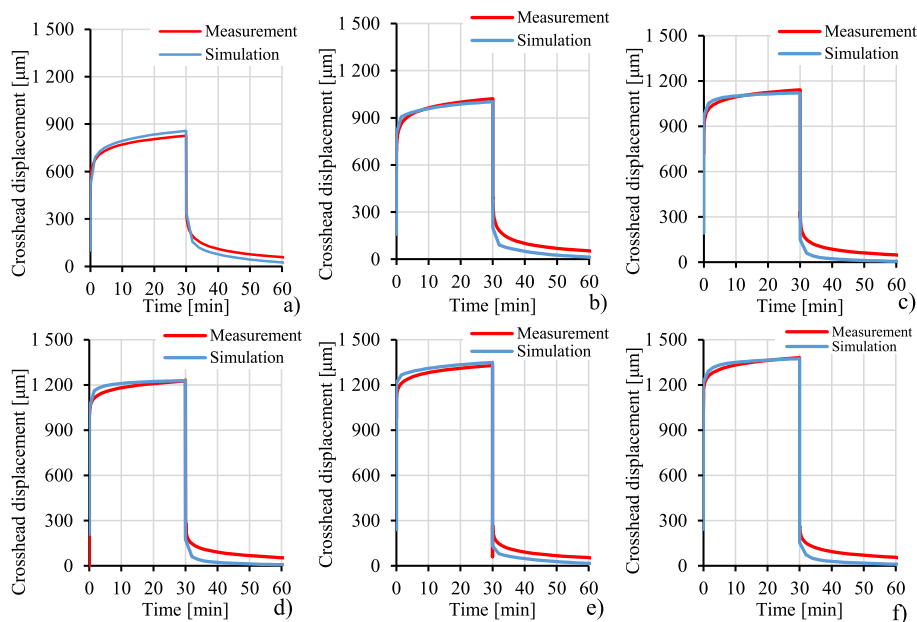 1 500
Measurement
Simulation
1 200
900
600
300
0
0 10 20 30 40 50 60
Crosshead displacement [µm]
Time [min]
a)
1 500
Measurement
Simulation
1 200
900
600
300
0
0 10 20 30 40 50 60
Crosshead dislplacement [µm]
Time [min]
b)
1 500
Measurement
Simulation
1 200
900
600
300
0
0 10 20 30 40 50 60
Crosshead displacement [µm]
Time [min]
c)
1 500
Measurement
Simulation
1 200
900
600
300
0
0 10 20 30 40 50 60
Crosshead displacement [µm]
Time [min]
d)
1 500
Measurement
Simulation
1 200
900
600
300
0
0 10 20 30 40 50 60
Crosshead displacement [µm]
Time [min]
e)
1 500
Measurement
Simulation
1 200
900
600
300
0
0 10 20 30 40 50 60
Crosshead displacement [µm]
Time [min]
f)